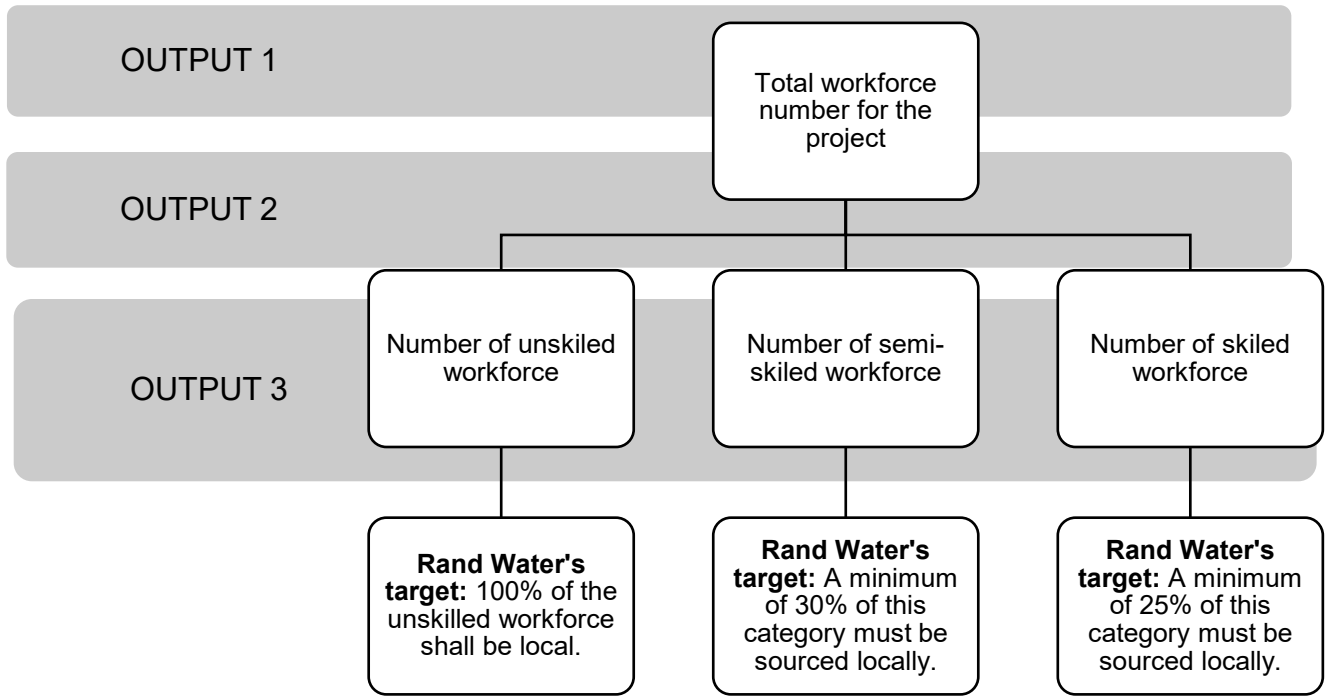 OUTPUT 1
Total workforce
number for the
project
OUTPUT 2
OUTPUT 3
Number of unskiled
workforce
Number of semi-
skiled workforce
Number of skiled
workforce
Rand Water's
target: 100% of the
unskilled workforce
shall be local.
Rand Water's
target: A minimum
of 30% of this
category must be
sourced locally.
Rand Water's
target: A minimum
of 25% of this
category must be
sourced locally.